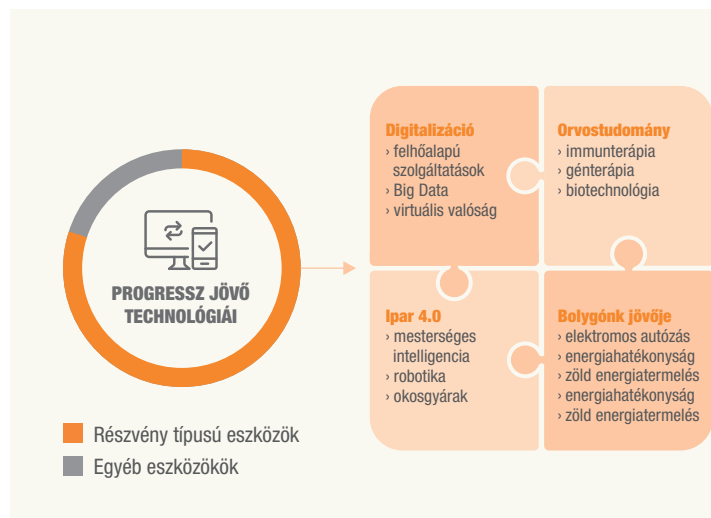 PROGRESSZ JÖVŐ
TECHNOLÓGIÁI
Részvény típusú eszközök
Egyéb eszközökök
Digitalizáció
› felhőalapú
szolgáltatások
› Big Data
› virtuális valóság
Orvostudomány
› immunterápia
› génterápia
› biotechnológia
Ipar 4.0
› mesterséges
intelligencia
› robotika
› okosgyárak
Bolygónk jövője
› elektromos autózás
› energiahatékonyság
› zöld energiatermelés
› energiahatékonyság
› zöld energiatermelés